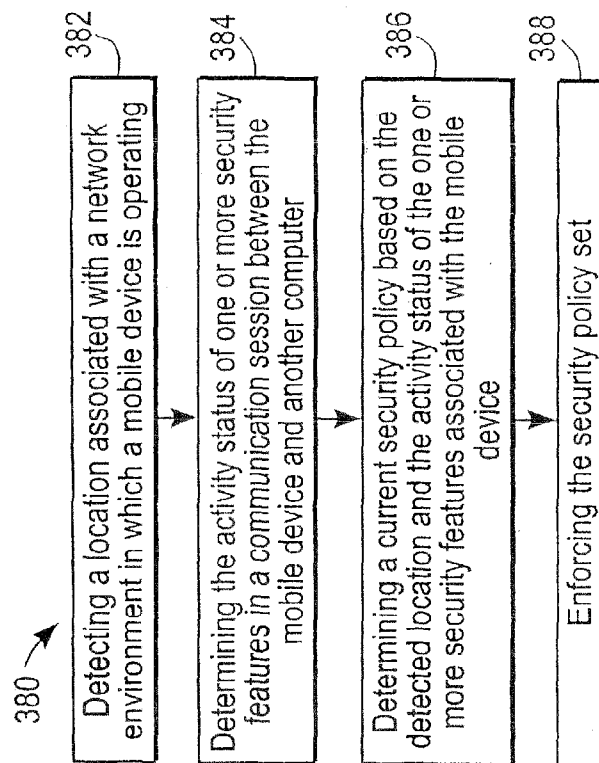 380
382
Detecting a location associated with a network
environment in which a mobile device is operating
384
Determining the activity status of one or more security
features in a communication session between the
mobile device and another computer
386
Determining a current security policy based on the
detected location and the activity status of the one or
more security features associated with the mobile
device
388
Enforcing the security policy set